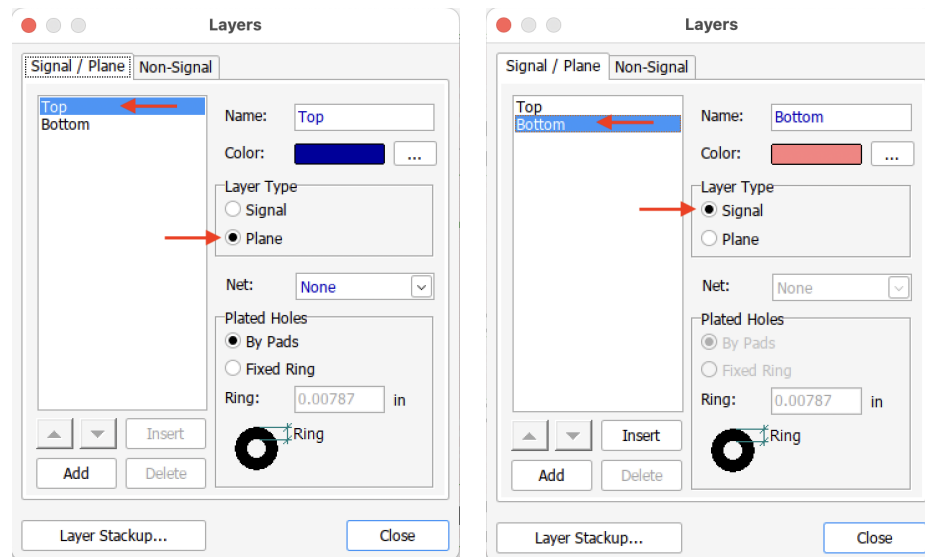 Layers
Signal / Plane
Non-Signal
Top
Bottom
Name:
Top
Color:
...
Layer Type
Signal
Plane
Net:
None
Plated Holes
By Pads
Fixed Ring
Ring:
0.00787
in
Ring
Insert
Add
Delete
Layer Stackup...
Close
Layers
Signal / Plane
Non-Signal
Top
Bottom
Name:
Bottom
Color:
...
Layer Type
Signal
Plane
Net:
None
Plated Holes
By Pads
Fixed Ring
Ring:
0.00787
in
Ring
Insert
Add
Delete
Layer Stackup...
Close